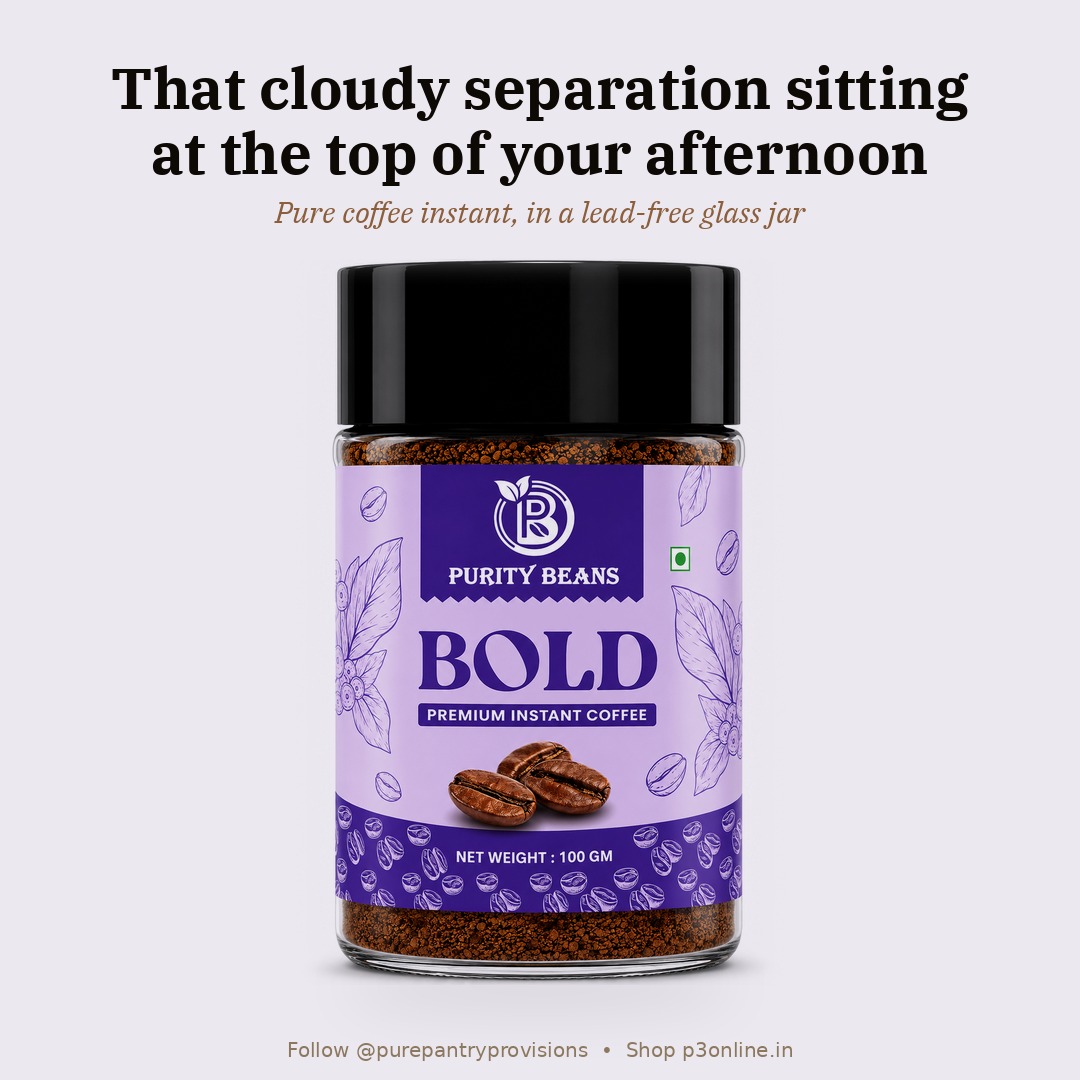 That cloudy separation sitting
at the top of your afternoon
Pure coffee instant, in a lead-free glass jar
PURITY BEANS
BOLD
PREMIUM INSTANT COFFEE
NET WEIGHT : 100 GM
Follow @purepantryprovisions • Shop p3online.in